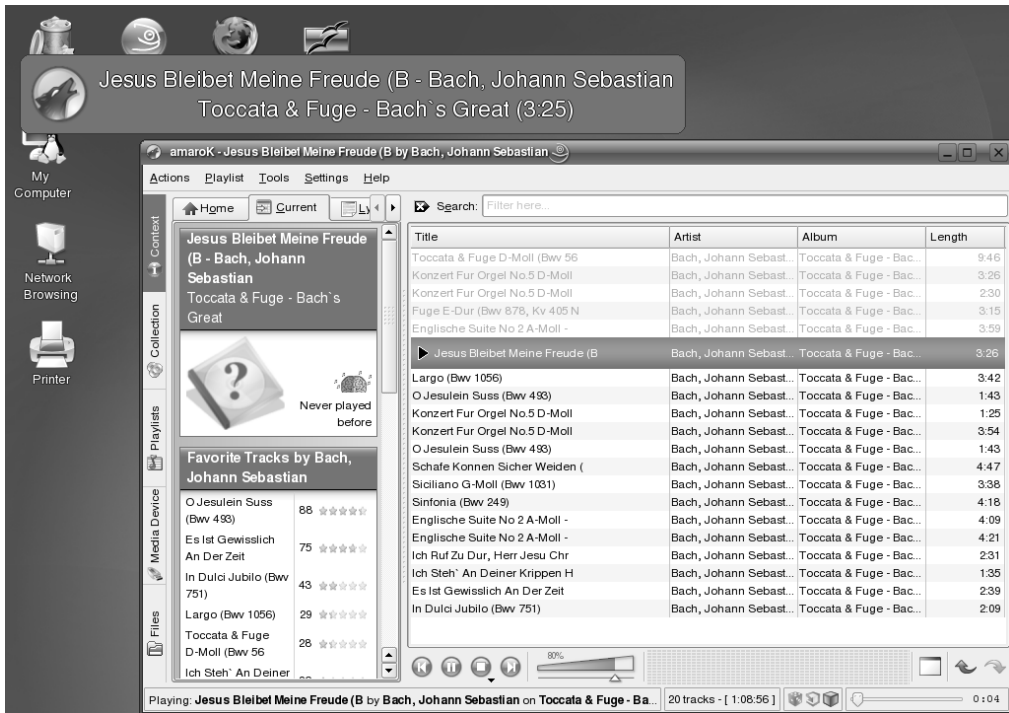 Jesus Bleibet Meine Freude (B - Bach, Johann Sebastian
Toccata & Fuge - Bach`s Great (3:25)
My
Computer
Network
Browsing
Printer
amaroK - Jesus Bleibet Meine Freude (B by Bach, Johann Sebastian
Actions Playlist Tools Settings Help
Context
Collection
Playlists
Media Device
Files
Home Current Ly
Search: Filter here...
Jesus Bleibet Meine Freude
(B - Bach, Johann
Sebastian
Toccata & Fuge - Bach`s
Great
?
Never played
before
Favorite Tracks by Bach,
Johann Sebastian
O Jesulein Suss
(Bwv 493) 88
Es Ist Gewisslich
An Der Zeit 75
In Dulci Jubilo (Bwv
751) 43
Largo (Bwv 1056) 29
Toccata & Fuge
D-Moll (Bwv 56 28
Ich Steh` An Deiner
Title Artist Album Length
Toccata & Fuge D-Moll (Bwv 56 Bach, Johann Sebast... Toccata & Fuge - Bac... 9:46
Konzert Fur Orgel No.5 D-Moll Bach, Johann Sebast... Toccata & Fuge - Bac... 3:26
Konzert Fur Orgel No.5 D-Moll Bach, Johann Sebast... Toccata & Fuge - Bac... 2:30
Fuge E-Dur (Bwv 878, Kv 405 N Bach, Johann Sebast... Toccata & Fuge - Bac... 3:15
Englische Suite No 2 A-Moll - Bach, Johann Sebast... Toccata & Fuge - Bac... 3:59
Jesus Bleibet Meine Freude (B Bach, Johann Sebast... Toccata & Fuge - Bac... 3:26
Largo (Bwv 1056) Bach, Johann Sebast... Toccata & Fuge - Bac... 3:42
O Jesulein Suss (Bwv 493) Bach, Johann Sebast... Toccata & Fuge - Bac... 1:43
Konzert Fur Orgel No.5 D-Moll Bach, Johann Sebast... Toccata & Fuge - Bac... 1:25
Konzert Fur Orgel No.5 D-Moll Bach, Johann Sebast... Toccata & Fuge - Bac... 3:54
O Jesulein Suss (Bwv 493) Bach, Johann Sebast... Toccata & Fuge - Bac... 1:43
Schafe Konnen Sicher Weiden ( Bach, Johann Sebast... Toccata & Fuge - Bac... 4:47
Siciliano G-Moll (Bwv 1031) Bach, Johann Sebast... Toccata & Fuge - Bac... 3:38
Sinfonia (Bwv 249) Bach, Johann Sebast... Toccata & Fuge - Bac... 4:18
Englische Suite No 2 A-Moll - Bach, Johann Sebast... Toccata & Fuge - Bac... 4:09
Englische Suite No 2 A-Moll - Bach, Johann Sebast... Toccata & Fuge - Bac... 4:21
Ich Ruf Zu Dur, Herr Jesu Chr Bach, Johann Sebast... Toccata & Fuge - Bac... 2:31
Ich Steh` An Deiner Krippen H Bach, Johann Sebast... Toccata & Fuge - Bac... 1:35
Es Ist Gewisslich An Der Zeit Bach, Johann Sebast... Toccata & Fuge - Bac... 2:39
In Dulci Jubilo (Bwv 751) Bach, Johann Sebast... Toccata & Fuge - Bac... 2:09
80%
Playing: Jesus Bleibet Meine Freude (B by Bach, Johann Sebastian on Toccata & Fuge - Ba... 20 tracks - [ 1:08:56 ] 0:04